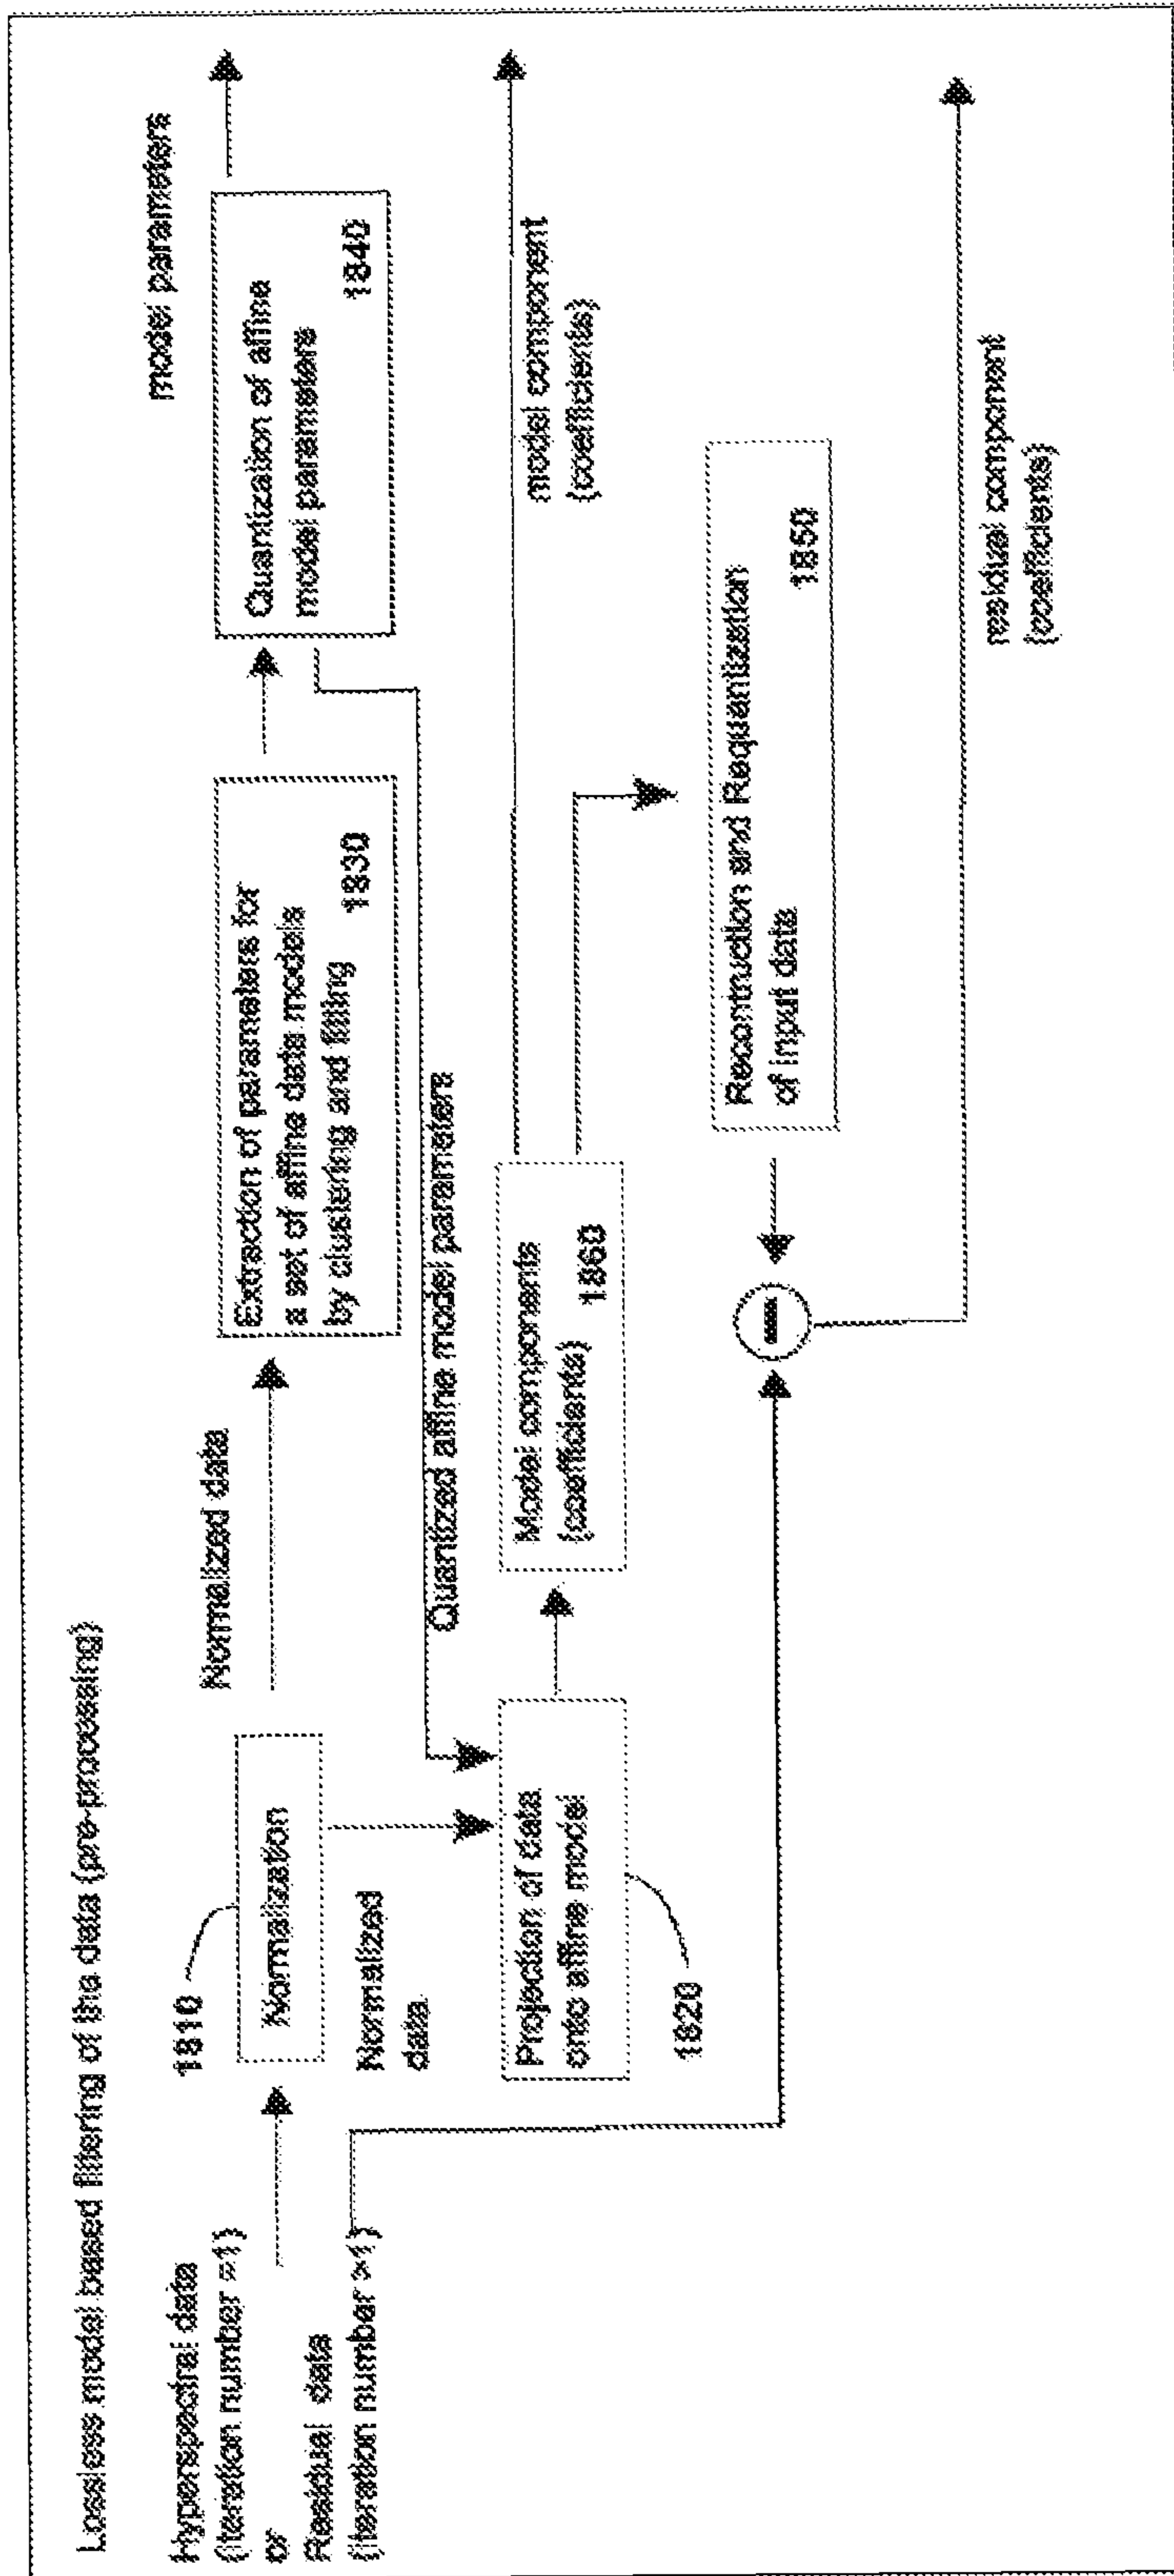 Lossless model based filtering of the data (pre-processing)
Hyperspectral data
(iteration number =1)
or
Residual data
(iteration number >1)
1810
Normalization
Normalized data
Extraction of parameters for
a set of affine data models
by clustering and fitting 1830
Quantization of affine
model parameters
1840
model parameters
Normalized
data
Quantized affine model parameters
Projection of data
onto affine model
1820
Model components
(coefficients) 1860
model component
(coefficients)
Recontruction and Requantization
of input data 1850
residual component
(coefficients)